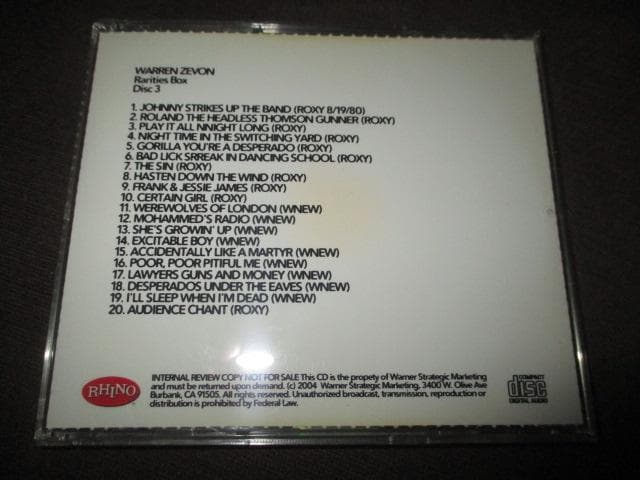 WARREN ZEVON
Rarities Box
Disc 3
1. JOHNNY STRIKES UP THE BAND (ROXY 8/19/80)
2. ROLAND THE HEADLESS THOMSON GUNNER (ROXY)
3. PLAY IT ALL NNIGHT LONG (ROXY)
4. NIGHT TIME IN THE SWITCHING YARD (ROXY)
5. GORILLA YOU'RE A DESPERADO (ROXY)
6. BAD LICK SRREAK IN DANCING SCHOOL (ROXY)
7. THE SIN (ROXY)
8. HASTEN DOWN THE WIND (ROXY)
9. FRANK & JESSIE JAMES (ROXY)
10. CERTAIN GIRL (ROXY)
11. WEREWOLVES OF LONDON (WNEW)
12. MOHAMMED'S RADIO (WNEW)
13. SHE'S GROWIN' UP (WNEW)
14. EXCITABLE BOY (WNEW)
15. ACCIDENTALLY LIKE A MARTYR (WNEW)
16. POOR, POOR PITIFUL ME (WNEW)
17. LAWYERS GUNS AND MONEY (WNEW)
18. DESPERADOS UNDER THE EAVES (WNEW)
19. I'LL SLEEP WHEN I'M DEAD (WNEW)
20. AUDIENCE CHANT (ROXY)
RHINO
INTERNAL REVIEW COPY NOT FOR SALE This CD is the propety of Warner Strategic Marketing
and must be returned upon demand. (c) 2004 Warner Strategic Marketing, 3400 W. Olive Ave
Burbank, CA 91505. All rights reserved. Unauthorized broadcast, transmission, reproduction or
distribution is prohibited by Federal Law.
COMPACT
disc
DIGITAL AUDIO